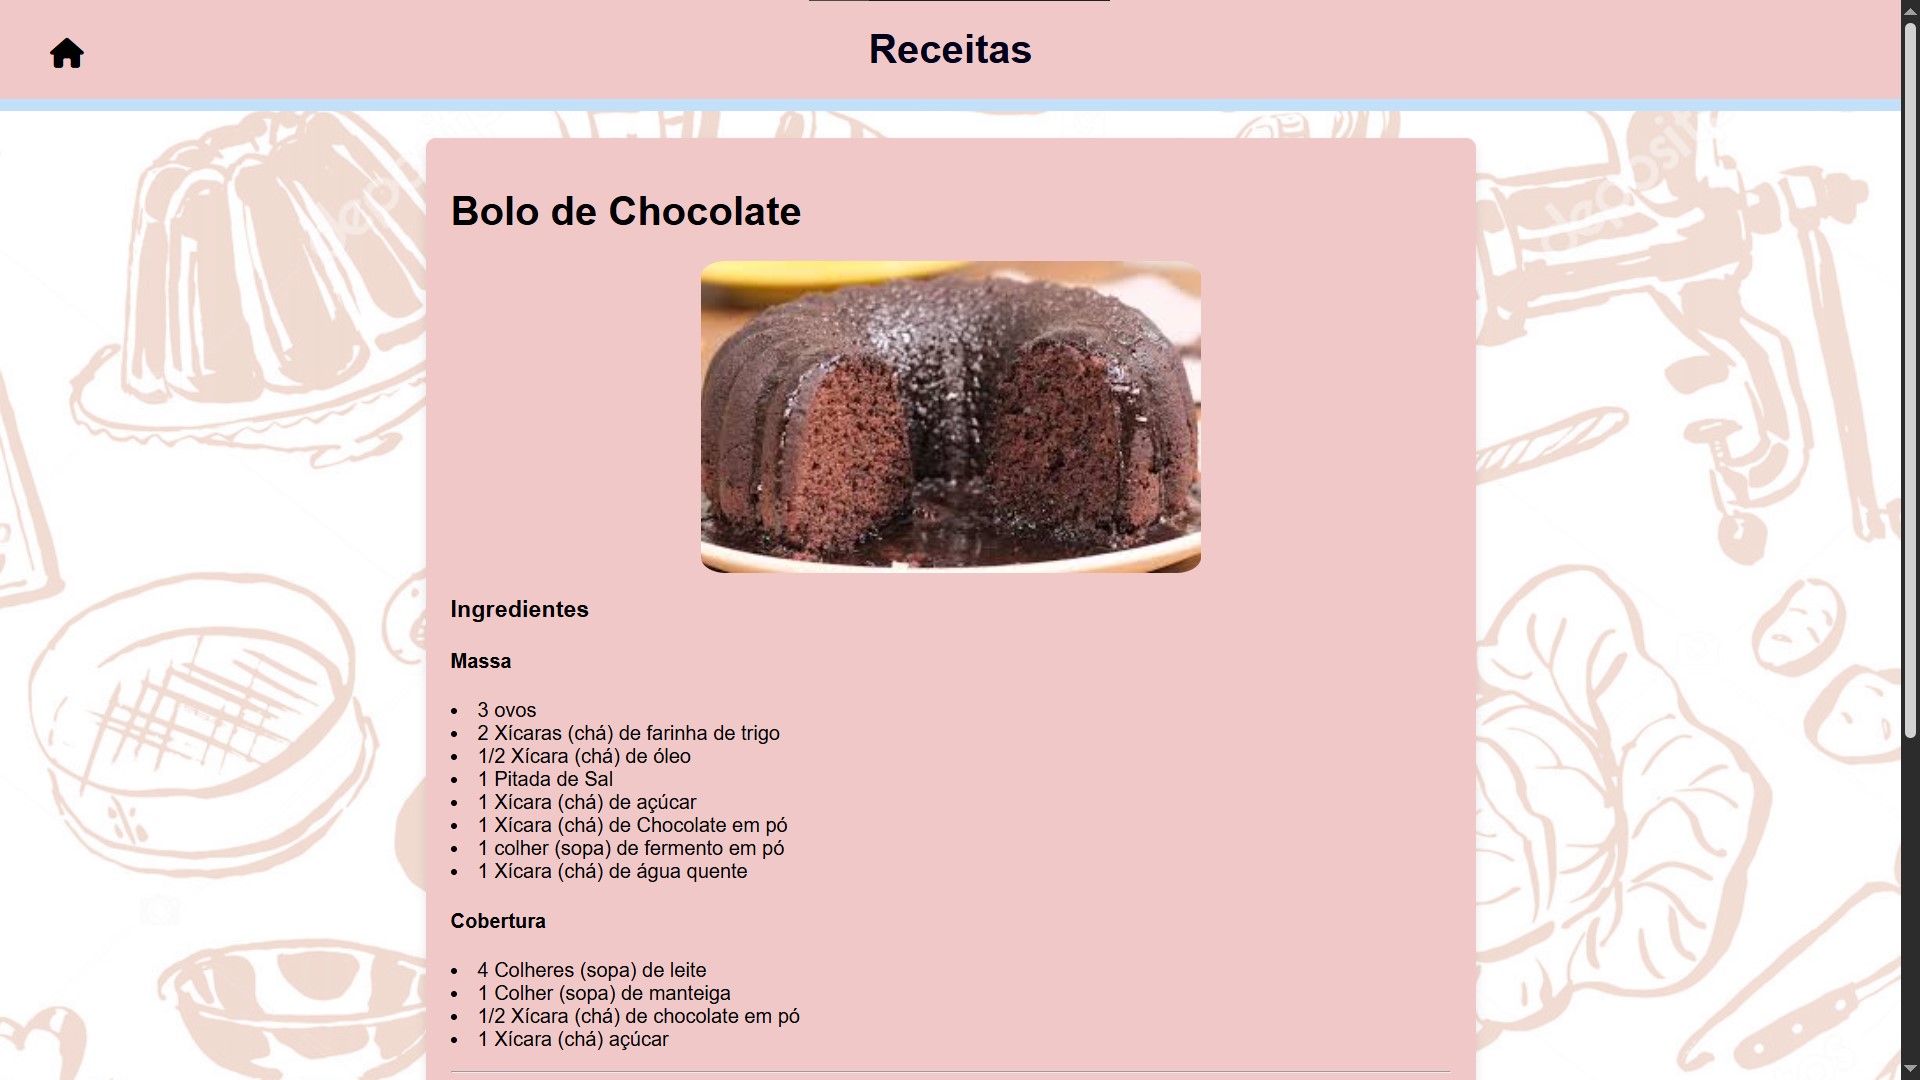 Receitas
Bolo de Chocolate
Ingredientes
Massa
3 ovos
2 Xícaras (chá) de farinha de trigo
1/2 Xícara (chá) de óleo
1 Pitada de Sal
1 Xícara (chá) de açúcar
1 Xícara (chá) de Chocolate em pó
1 colher (sopa) de fermento em pó
1 Xícara (chá) de água quente
Cobertura
4 Colheres (sopa) de leite
1 Colher (sopa) de manteiga
1/2 Xícara (chá) de chocolate em pó
1 Xícara (chá) açúcar